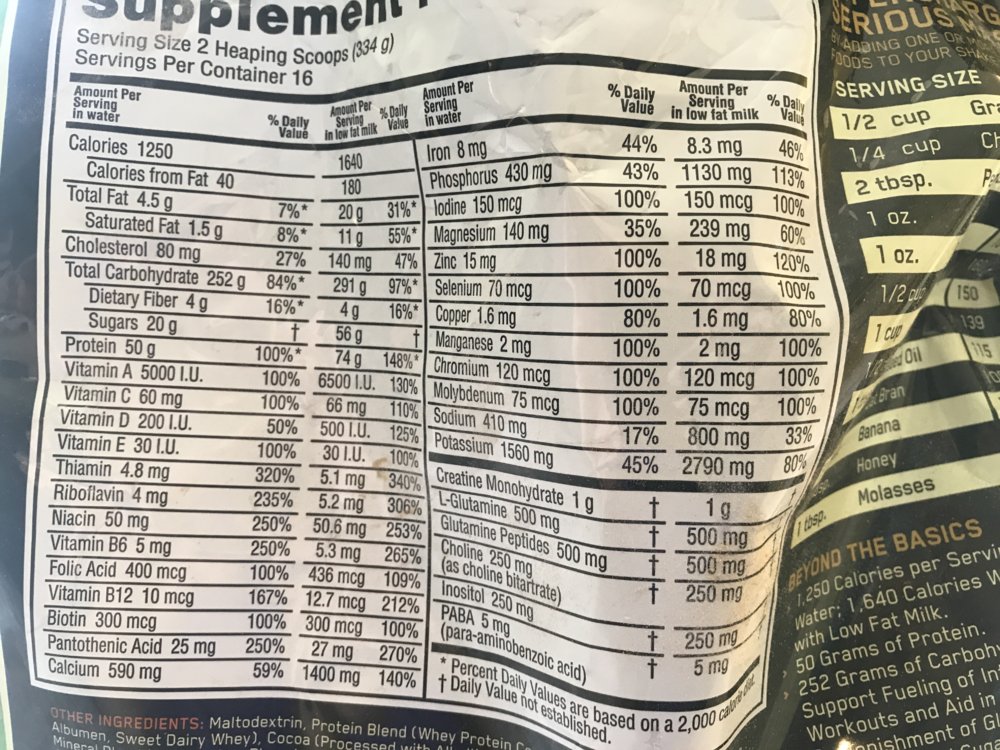 Supplement
Serving Size 2 Heaping Scoops (334 g)
Servings Per Container 16
Amount Per Serving in water % Daily Value Amount Per Serving in low fat milk % Daily Value
Calories 1250 1640
Calories from Fat 40 180
Total Fat 4.5 g 7%* 20 g 31%*
Saturated Fat 1.5 g 8%* 11 g 55%*
Cholesterol 80 mg 27% 140 mg 47%
Total Carbohydrate 252 g 84%* 291 g 97%*
Dietary Fiber 4 g 16%* 4 g 16%*
Sugars 20 g † 56 g †
Protein 50 g 100%* 74 g 148%*
Vitamin A 5000 I.U. 100% 6500 I.U. 130%
Vitamin C 60 mg 100% 66 mg 110%
Vitamin D 200 I.U. 50% 500 I.U. 125%
Vitamin E 30 I.U. 100% 30 I.U. 100%
Thiamin 4.8 mg 320% 5.1 mg 340%
Riboflavin 4 mg 235% 5.2 mg 306%
Niacin 50 mg 250% 50.6 mg 253%
Vitamin B6 5 mg 250% 5.3 mg 265%
Folic Acid 400 mcg 100% 436 mcg 109%
Vitamin B12 10 mcg 167% 12.7 mcg 212%
Biotin 300 mcg 100% 300 mcg 100%
Pantothenic Acid 25 mg 250% 27 mg 270%
Calcium 590 mg 59% 1400 mg 140%
Amount Per Serving in water % Daily Value Amount Per Serving in low fat milk % Daily Value
Iron 8 mg 44% 8.3 mg 46%
Phosphorus 430 mg 43% 1130 mg 113%
Iodine 150 mcg 100% 150 mcg 100%
Magnesium 140 mg 35% 239 mg 60%
Zinc 15 mg 100% 18 mg 120%
Selenium 70 mcg 100% 70 mcg 100%
Copper 1.6 mg 80% 1.6 mg 80%
Manganese 2 mg 100% 2 mg 100%
Chromium 120 mcg 100% 120 mcg 100%
Molybdenum 75 mcg 100% 75 mcg 100%
Sodium 410 mg 17% 800 mg 33%
Potassium 1560 mg 45% 2790 mg 80%
Creatine Monohydrate 1 g † 1 g
L-Glutamine 500 mg † 500 mg
Glutamine Peptides 500 mg † 500 mg
Choline 250 mg † 250 mg
(as choline bitartrate)
Inositol 250 mg † 250 mg
PABA 5 mg † 5 mg
(para-aminobenzoic acid)
* Percent Daily Values are based on a 2,000 calorie diet.
† Daily Value not established.
OTHER INGREDIENTS: Maltodextrin, Protein Blend (Whey Protein
Albumen, Sweet Dairy Whey), Cocoa (Processed with
Mineral
SERIOUS
ADDING ONE OR
TO YOUR
SERVING SIZE
1/2 cup
1/4 cup
2 tbsp.
1 oz.
1 oz.
1/2 cup 150
1 cup 139
Oil 115
Bran
Banana
Honey
1 tbsp. Molasses
BEYOND THE BASICS
1,250 Calories per
Water; 1,640 Calories
with Low Fat Milk.
50 Grams of Protein.
252 Grams of
Support Fueling of
Workouts and Aid in